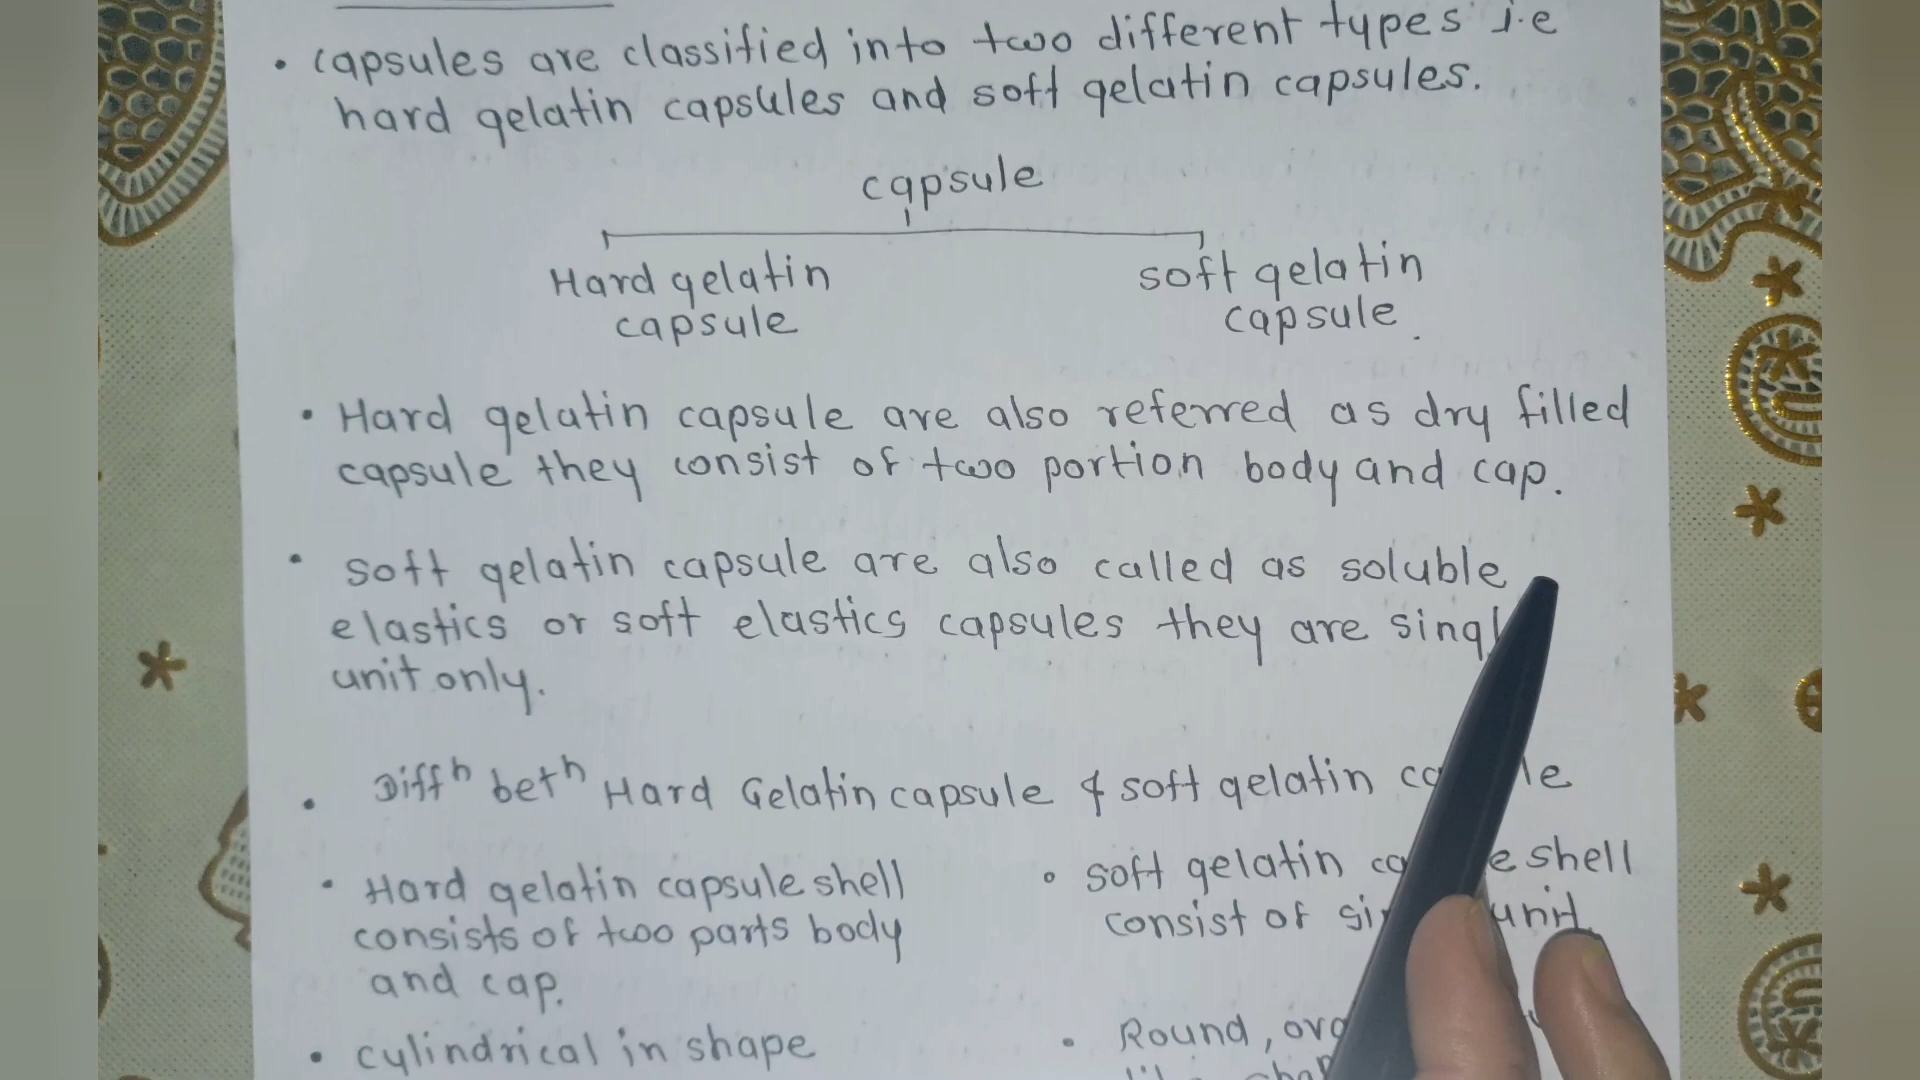 • capsules are classified into two different types i.e
hard gelatin capsules and soft gelatin capsules.
capsule
Hard gelatin
capsule
soft gelatin
capsule.
• Hard gelatin capsule are also referred as dry filled
capsule they consist of two portion body and cap.
• soft gelatin capsule are also called as soluble
elastics or soft elastics capsules they are
unit only.
• Diffⁿ betⁿ Hard Gelatin capsule & soft gelatin
• Hard gelatin capsule shell
consists of two parts body
and cap.
• soft gelatin shell
consist of unit.
• cylindrical in shape
• Round,